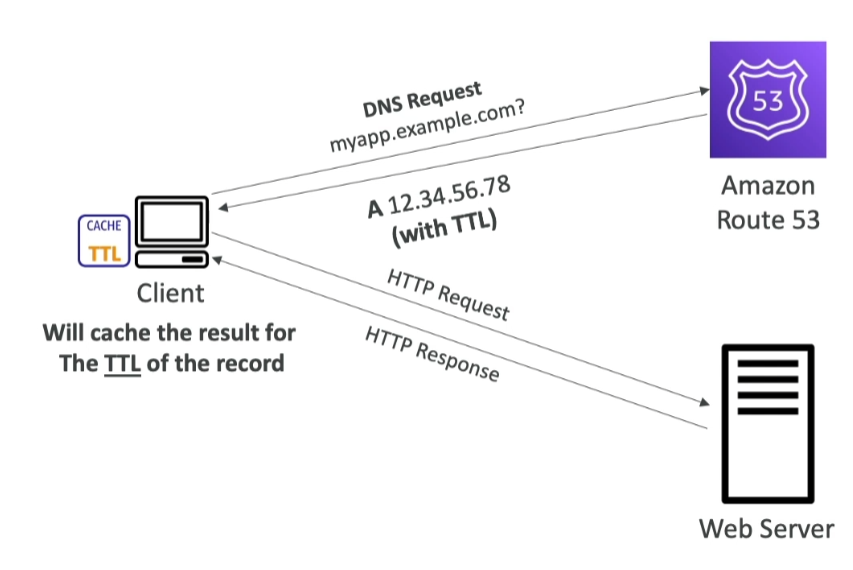 DNS Request
myapp.example.com?
53
Amazon
Route 53
A 12.34.56.78
(with TTL)
CACHE
TTL
Client
Will cache the result for
The TTL of the record
HTTP Request
HTTP Response
Web Server